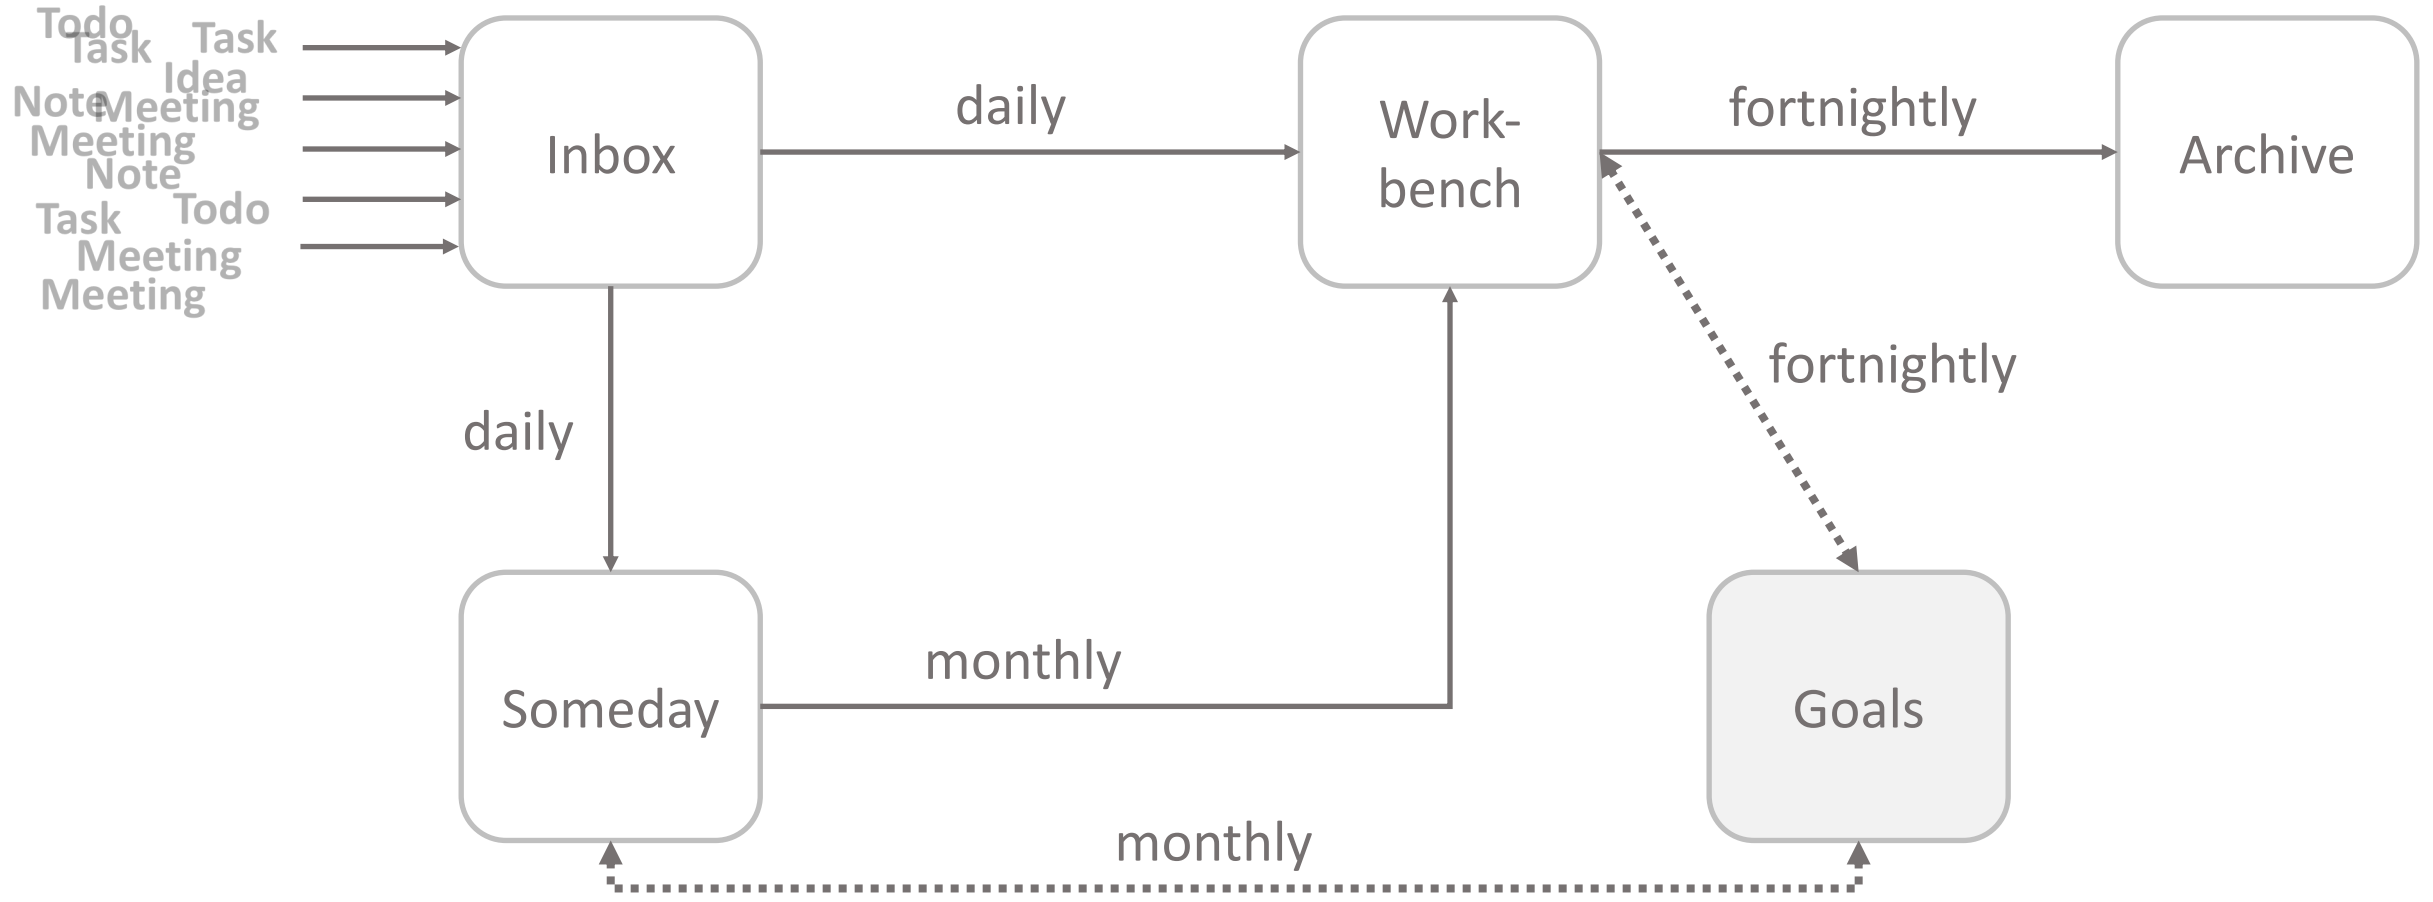 Todo
Task
Task
Idea
Note
Meeting
Meeting
Note
Task
Todo
Meeting
Meeting
Inbox
daily
Work-
bench
fortnightly
Archive
daily
fortnightly
Someday
monthly
Goals
monthly